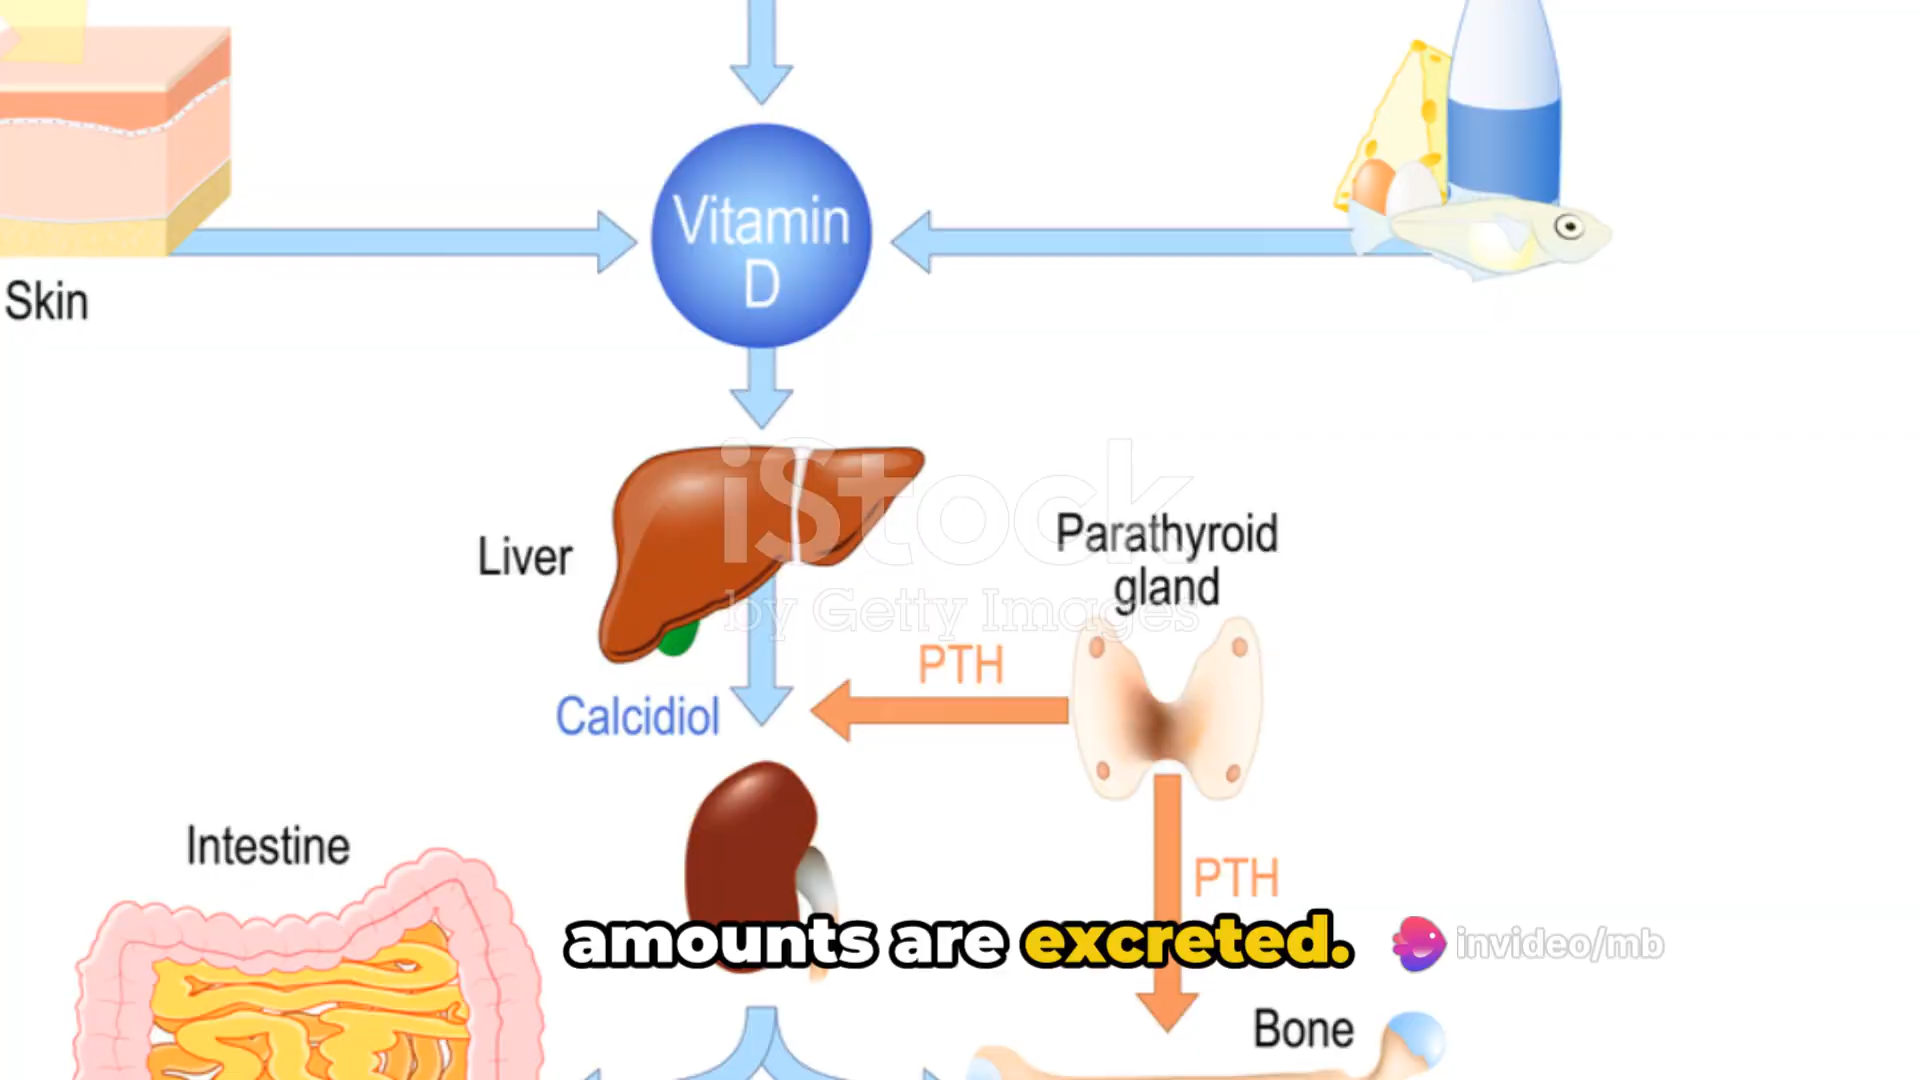 Vitamin
D
Skin
iStock
by Getty Images
Liver
Parathyroid
gland
PTH
Calcidiol
Intestine
PTH
amounts are excreted.
invideo/mb
Bone